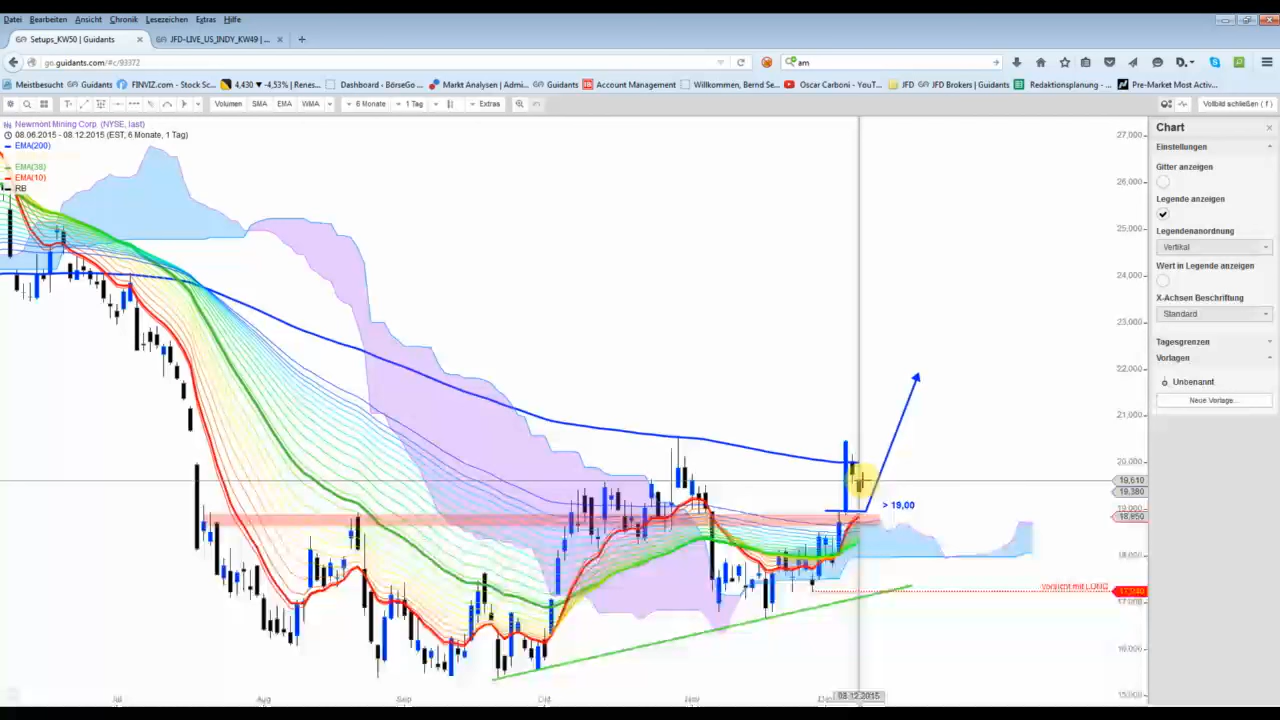 Datei Bearbeiten Ansicht Chronik Lesezeichen Extras Hilfe
Setups_KW50 | Guidants × JFD-LIVE_US_INDY_KW49 | ... × +
go.guidants.com/#c/93372
am
Meistbesucht Guidants FINVIZ.com - Stock Sc... 4,430 ▼ -4,53% | Renes... Dashboard - BörseGo ... Markt Analysen | Admi... Guidants Account Management Willkommen, Bernd Se... Oscar Carboni - YouT... JFD JFD Brokers | Guidants Redaktionsplanung - ... Pre-Market Most Activ...
Volumen SMA EMA WMA 6 Monate 1 Tag Extras Vollbild schließen ( f )
Newmont Mining Corp. (NYSE, last)
08.06.2015 - 08.12.2015 (EST, 6 Monate, 1 Tag)
EMA(200)
EMA(38)
EMA(10)
RB
27,000
26,000
25,000
24,000
23,000
22,000
21,000
20,000
19,610
19,380
19,000
18,850
18,000
17,000
16,000
15,000
> 19,00
Vorsicht mit LONG
Jul Aug Sep Okt Nov 08.12.2015
Chart ×
Einstellungen
Gitter anzeigen
Legende anzeigen
Legendenanordnung
Vertikal
Wert in Legende anzeigen
X-Achsen Beschriftung
Standard
Tagesgrenzen
Vorlagen
Unbenannt
Neue Vorlage...